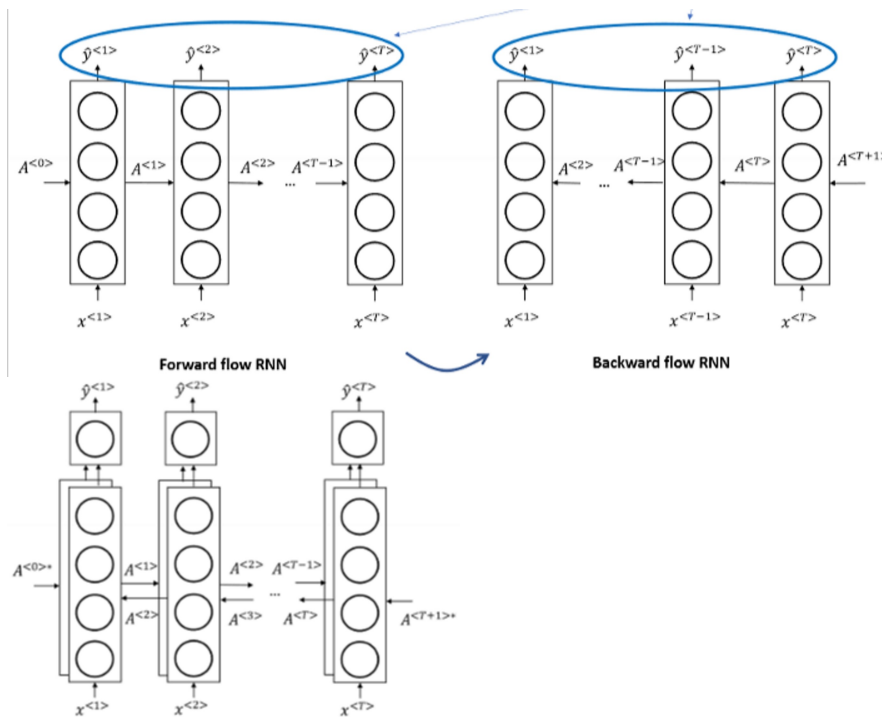 ŷ<1> ŷ<2> ŷ<T> ŷ<1> ŷ<T−1> ŷ<T>
A<0> A<1> A<2> ... A<T−1> A<2> ... A<T−1> A<T> A<T+1>
x<1> x<2> x<T> x<1> x<T−1> x<T>
Forward flow RNN Backward flow RNN
ŷ<1> ŷ<2> ŷ<T>
A<0>* A<1> A<2> A<T−1>
...
A<2> A<3> A<T> A<T+1>*
x<1> x<2> x<T>